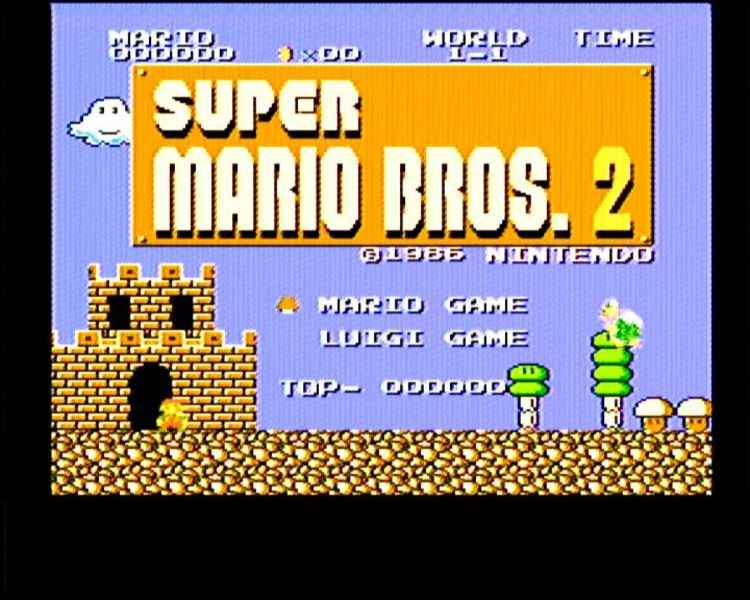 MARIO WORLD TIME
000000 ×00 1-1
SUPER
MARIO BROS. 2
©1986 NINTENDO
MARIO GAME
LUIGI GAME
TOP- 000000